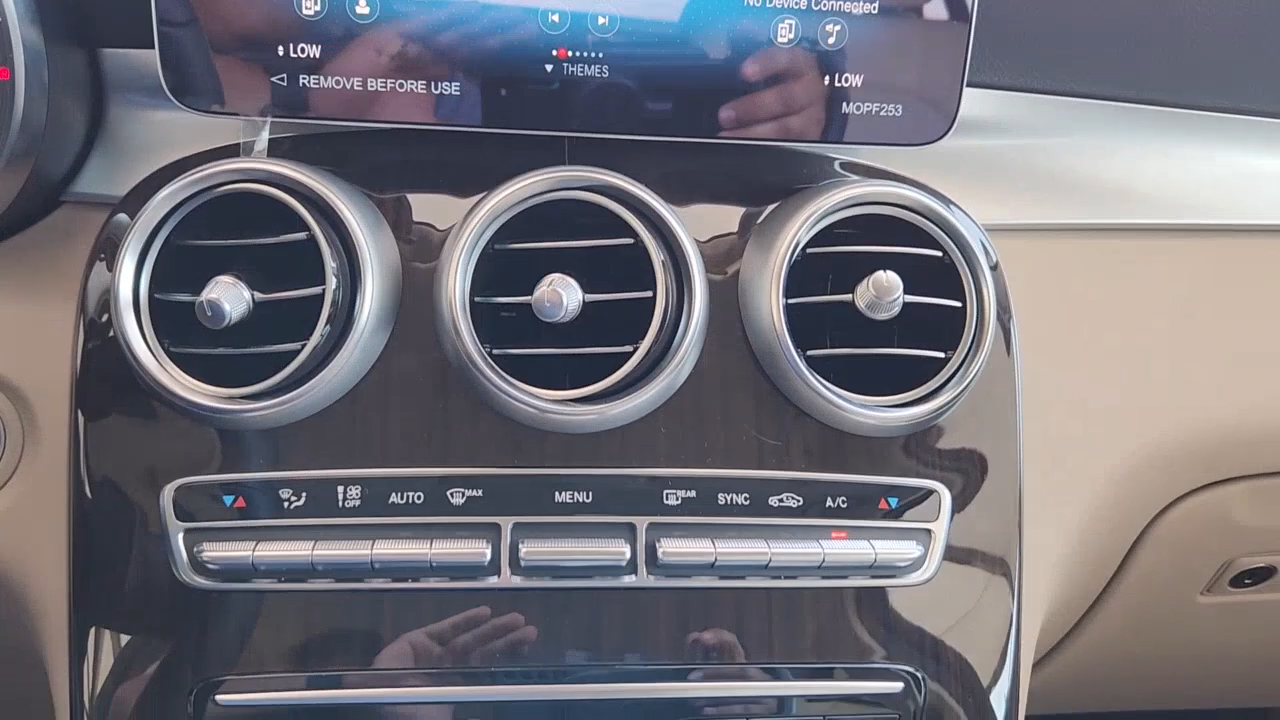 No Device Connected
LOW
THEMES
LOW
REMOVE BEFORE USE
MOPF253
OFF
AUTO
MAX
MENU
REAR
SYNC
A/C